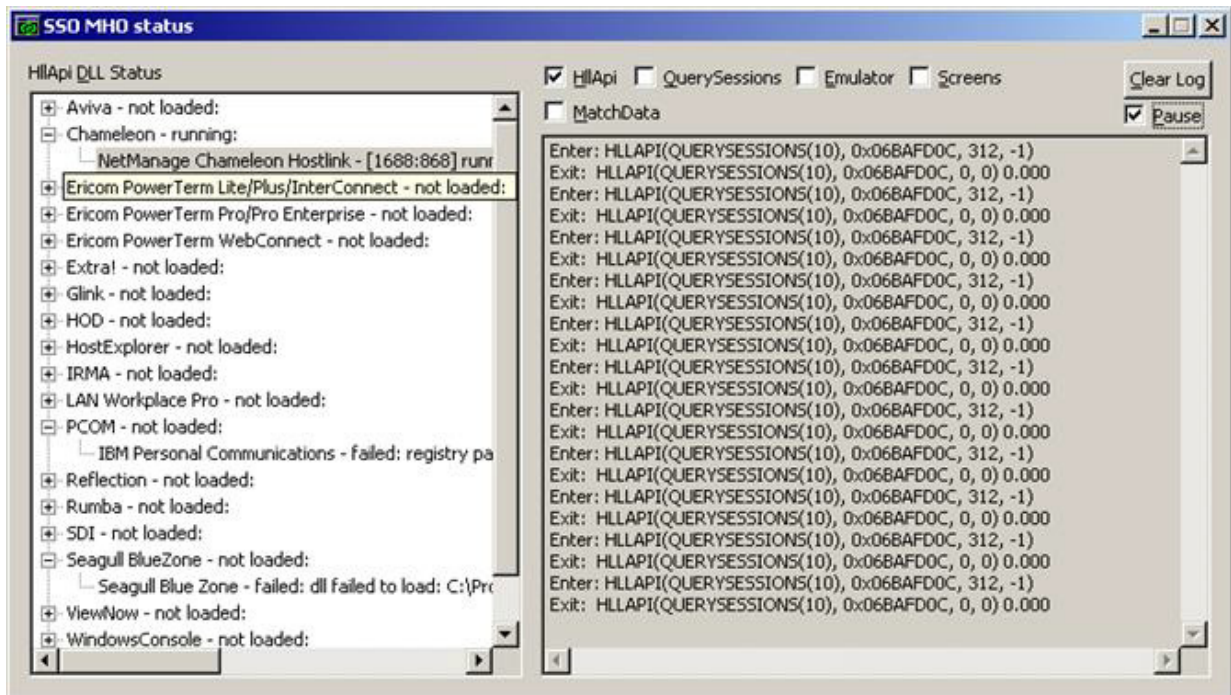 SSO MHO status
HllApi DLL Status
Aviva - not loaded:
Chameleon - running:
NetManage Chameleon Hostlink - [1688:868] runr
Ericom PowerTerm Lite/Plus/InterConnect - not loaded:
Ericom PowerTerm Pro/Pro Enterprise - not loaded:
Ericom PowerTerm WebConnect - not loaded:
Extra! - not loaded:
Glink - not loaded:
HOD - not loaded:
HostExplorer - not loaded:
IRMA - not loaded:
LAN Workplace Pro - not loaded:
PCOM - not loaded:
IBM Personal Communications - failed: registry pa
Reflection - not loaded:
Rumba - not loaded:
SDI - not loaded:
Seagull BlueZone - not loaded:
Seagull Blue Zone - failed: dll failed to load: C:\Pro
ViewNow - not loaded:
WindowsConsole - not loaded:
HllApi QuerySessions Emulator Screens Clear Log
MatchData Pause
Enter: HLLAPI(QUERYSESSIONS(10), 0x06BAFD0C, 312, -1)
Exit: HLLAPI(QUERYSESSIONS(10), 0x06BAFD0C, 0, 0) 0.000
Enter: HLLAPI(QUERYSESSIONS(10), 0x06BAFD0C, 312, -1)
Exit: HLLAPI(QUERYSESSIONS(10), 0x06BAFD0C, 0, 0) 0.000
Enter: HLLAPI(QUERYSESSIONS(10), 0x06BAFD0C, 312, -1)
Exit: HLLAPI(QUERYSESSIONS(10), 0x06BAFD0C, 0, 0) 0.000
Enter: HLLAPI(QUERYSESSIONS(10), 0x06BAFD0C, 312, -1)
Exit: HLLAPI(QUERYSESSIONS(10), 0x06BAFD0C, 0, 0) 0.000
Enter: HLLAPI(QUERYSESSIONS(10), 0x06BAFD0C, 312, -1)
Exit: HLLAPI(QUERYSESSIONS(10), 0x06BAFD0C, 0, 0) 0.000
Enter: HLLAPI(QUERYSESSIONS(10), 0x06BAFD0C, 312, -1)
Exit: HLLAPI(QUERYSESSIONS(10), 0x06BAFD0C, 0, 0) 0.000
Enter: HLLAPI(QUERYSESSIONS(10), 0x06BAFD0C, 312, -1)
Exit: HLLAPI(QUERYSESSIONS(10), 0x06BAFD0C, 0, 0) 0.000
Enter: HLLAPI(QUERYSESSIONS(10), 0x06BAFD0C, 312, -1)
Exit: HLLAPI(QUERYSESSIONS(10), 0x06BAFD0C, 0, 0) 0.000
Enter: HLLAPI(QUERYSESSIONS(10), 0x06BAFD0C, 312, -1)
Exit: HLLAPI(QUERYSESSIONS(10), 0x06BAFD0C, 0, 0) 0.000
Enter: HLLAPI(QUERYSESSIONS(10), 0x06BAFD0C, 312, -1)
Exit: HLLAPI(QUERYSESSIONS(10), 0x06BAFD0C, 0, 0) 0.000
Enter: HLLAPI(QUERYSESSIONS(10), 0x06BAFD0C, 312, -1)
Exit: HLLAPI(QUERYSESSIONS(10), 0x06BAFD0C, 0, 0) 0.000